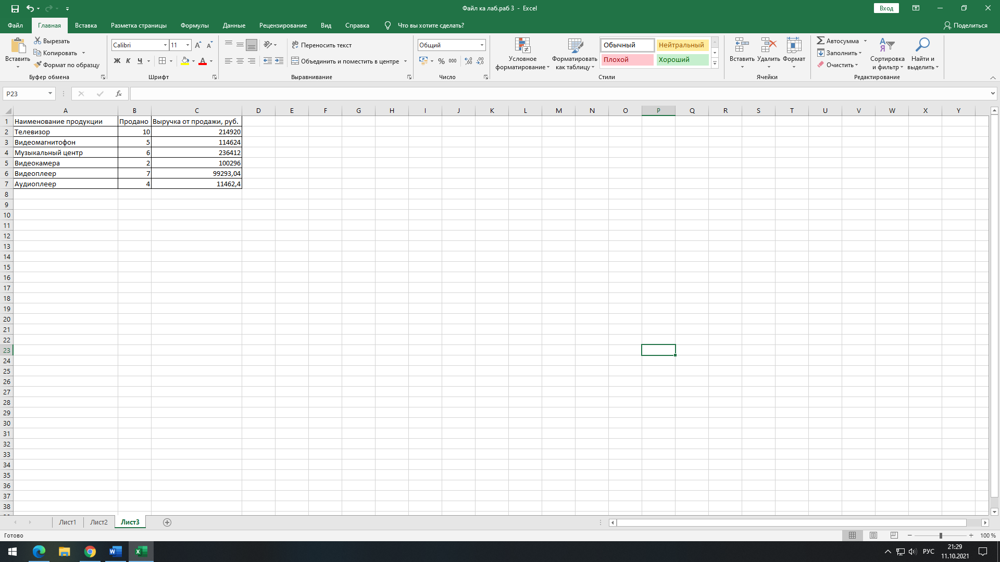 Файл ка лаб.раб 3 - Excel
Вход
Файл Главная Вставка Разметка страницы Формулы Данные Рецензирование Вид Справка Что вы хотите сделать? Поделиться
Вставить
Вырезать
Копировать
Формат по образцу
Буфер обмена
Calibri 11
Ж К Ч
Шрифт
Переносить текст
Объединить и поместить в центре
Выравнивание
Общий
% 000
Число
Условное форматирование
Форматировать как таблицу
Обычный Нейтральный
Плохой Хороший
Стили
Вставить Удалить Формат
Ячейки
Автосумма
Заполнить
Очистить
Сортировка и фильтр
Найти и выделить
Редактирование
P23
fx
A B C D E F G H I J K L M N O P Q R S T U V W X Y
1 Наименование продукции Продано Выручка от продажи, руб.
2 Телевизор 10 214920
3 Видеомагнитофон 5 114624
4 Музыкальный центр 6 236412
5 Видеокамера 2 100296
6 Видеоплеер 7 99293,04
7 Аудиоплеер 4 11462,4
8
9
10
11
12
13
14
15
16
17
18
19
20
21
22
23
24
25
26
27
28
29
30
31
32
33
34
35
36
37
38
Лист1 Лист2 Лист3
Готово
100 %
РУС
21:29
11.10.2021